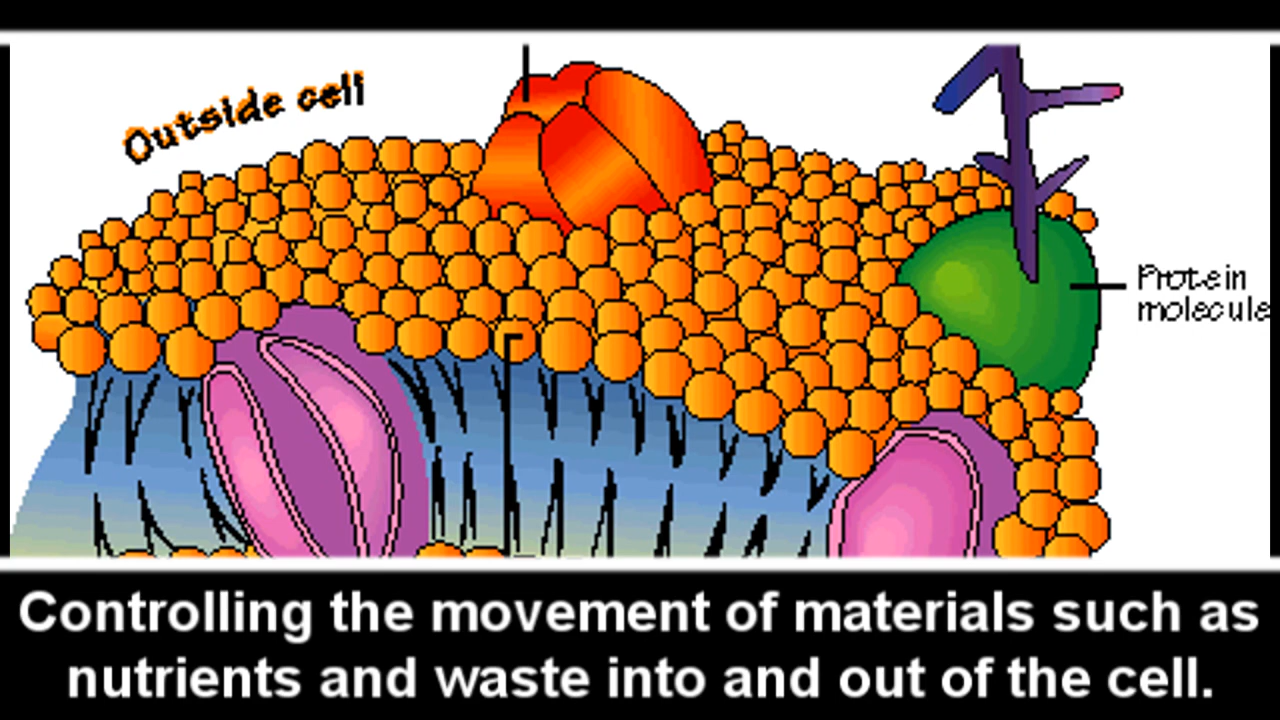 Outside cell
Protein
molecule
Controlling the movement of materials such as
nutrients and waste into and out of the cell.